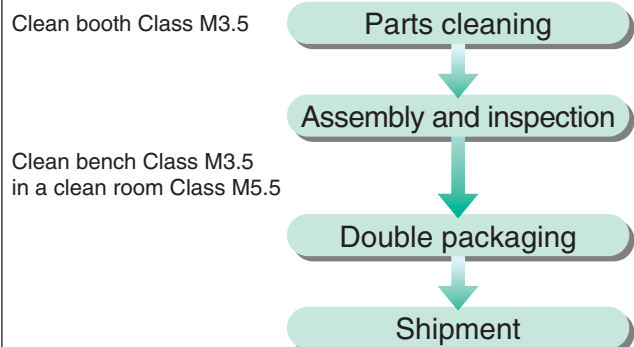 Clean booth Class M3.5
Parts cleaning
Assembly and inspection
Clean bench Class M3.5
in a clean room Class M5.5
Double packaging
Shipment